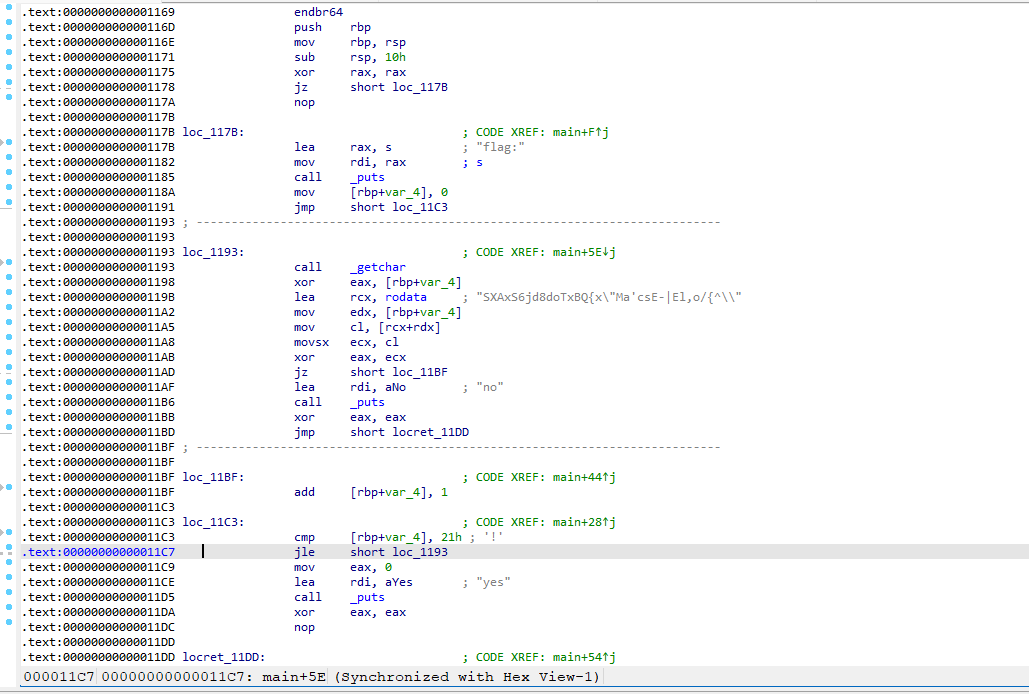 .text:0000000000001169 endbr64
.text:000000000000116D push rbp
.text:000000000000116E mov rbp, rsp
.text:0000000000001171 sub rsp, 10h
.text:0000000000001175 xor rax, rax
.text:0000000000001178 jz short loc_117B
.text:000000000000117A nop
.text:000000000000117B
.text:000000000000117B loc_117B: ; CODE XREF: main+F↑j
.text:000000000000117B lea rax, s ; "flag:"
.text:0000000000001182 mov rdi, rax ; s
.text:0000000000001185 call _puts
.text:000000000000118A mov [rbp+var_4], 0
.text:0000000000001191 jmp short loc_11C3
.text:0000000000001193 ; ---------------------------------------------------------------------------
.text:0000000000001193
.text:0000000000001193 loc_1193: ; CODE XREF: main+5E↓j
.text:0000000000001193 call _getchar
.text:0000000000001198 xor eax, [rbp+var_4]
.text:000000000000119B lea rcx, rodata ; "SXAxS6jd8doTxBQ{x\"Ma'csE-|El,o/{^\\"
.text:00000000000011A2 mov edx, [rbp+var_4]
.text:00000000000011A5 mov cl, [rcx+rdx]
.text:00000000000011A8 movsx ecx, cl
.text:00000000000011AB xor eax, ecx
.text:00000000000011AD jz short loc_11BF
.text:00000000000011AF lea rdi, aNo ; "no"
.text:00000000000011B6 call _puts
.text:00000000000011BB xor eax, eax
.text:00000000000011BD jmp short locret_11DD
.text:00000000000011BF ; ---------------------------------------------------------------------------
.text:00000000000011BF
.text:00000000000011BF loc_11BF: ; CODE XREF: main+44↑j
.text:00000000000011BF add [rbp+var_4], 1
.text:00000000000011C3
.text:00000000000011C3 loc_11C3: ; CODE XREF: main+28↑j
.text:00000000000011C3 cmp [rbp+var_4], 21h ; '!'
.text:00000000000011C7 jle short loc_1193
.text:00000000000011C9 mov eax, 0
.text:00000000000011CE lea rdi, aYes ; "yes"
.text:00000000000011D5 call _puts
.text:00000000000011DA xor eax, eax
.text:00000000000011DC nop
.text:00000000000011DD
.text:00000000000011DD locret_11DD: ; CODE XREF: main+54↑j
000011C7 00000000000011C7: main+5E (Synchronized with Hex View-1)